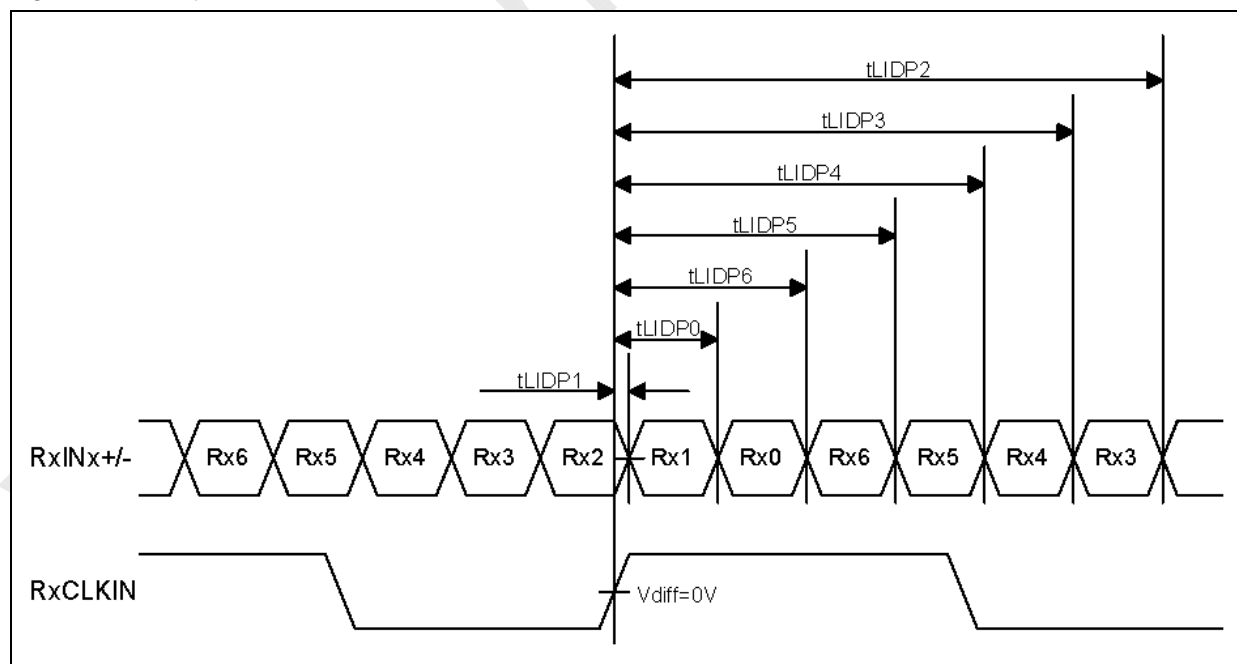 tLIDP2
tLIDP3
tLIDP4
tLIDP5
tLIDP6
tLIDP0
tLIDP1
RxINx+/- Rx6 Rx5 Rx4 Rx3 Rx2 Rx1 Rx0 Rx6 Rx5 Rx4 Rx3
RxCLKIN Vdiff=0V